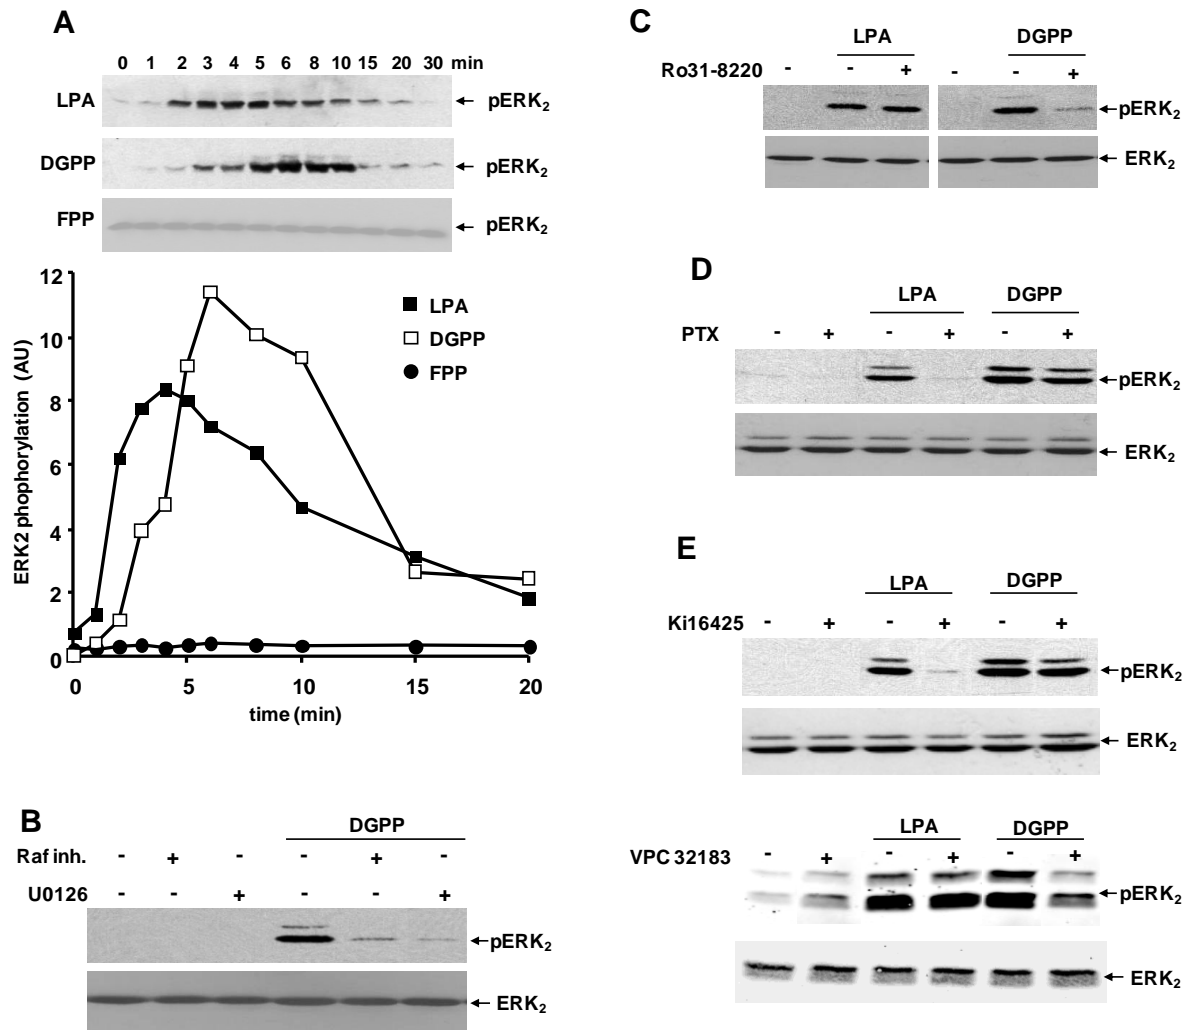 A
0 1 2 3 4 5 6 8 10 15 20 30 min
LPA pERK2
DGPP pERK2
FPP pERK2
12
10
8
6
4
2
0
ERK2 phophorylation (AU)
LPA
DGPP
FPP
0 5 10 15 20
time (min)
B
DGPP
Raf inh. - + - - + -
U0126 - - + - - +
pERK2
ERK2
C
LPA DGPP
Ro31-8220 - - + - - +
pERK2
ERK2
D
LPA DGPP
PTX - + - + - +
pERK2
ERK2
E
LPA DGPP
Ki16425 - + - + - +
pERK2
ERK2
LPA DGPP
VPC 32183 - + - + - +
pERK2
ERK2